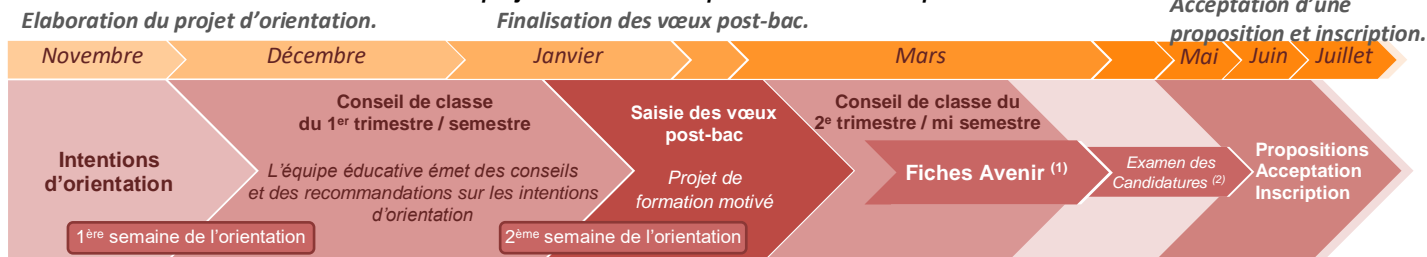 Elaboration du projet d'orientation.
Finalisation des vœux post-bac.
Acceptation d'une
proposition et inscription.
Novembre
Décembre
Janvier
Mars
Mai
Juin
Juillet
Intentions
d'orientation
1ère semaine de l'orientation
Conseil de classe
du 1er trimestre / semestre
L'équipe éducative émet des conseils
et des recommandations sur les intentions
d'orientation
Saisie des vœux
post-bac
Projet de
formation motivé
2ème semaine de l'orientation
Conseil de classe du
2e trimestre / mi semestre
Fiches Avenir (1)
Examen des
Candidatures (2)
Propositions
Acceptation
Inscription